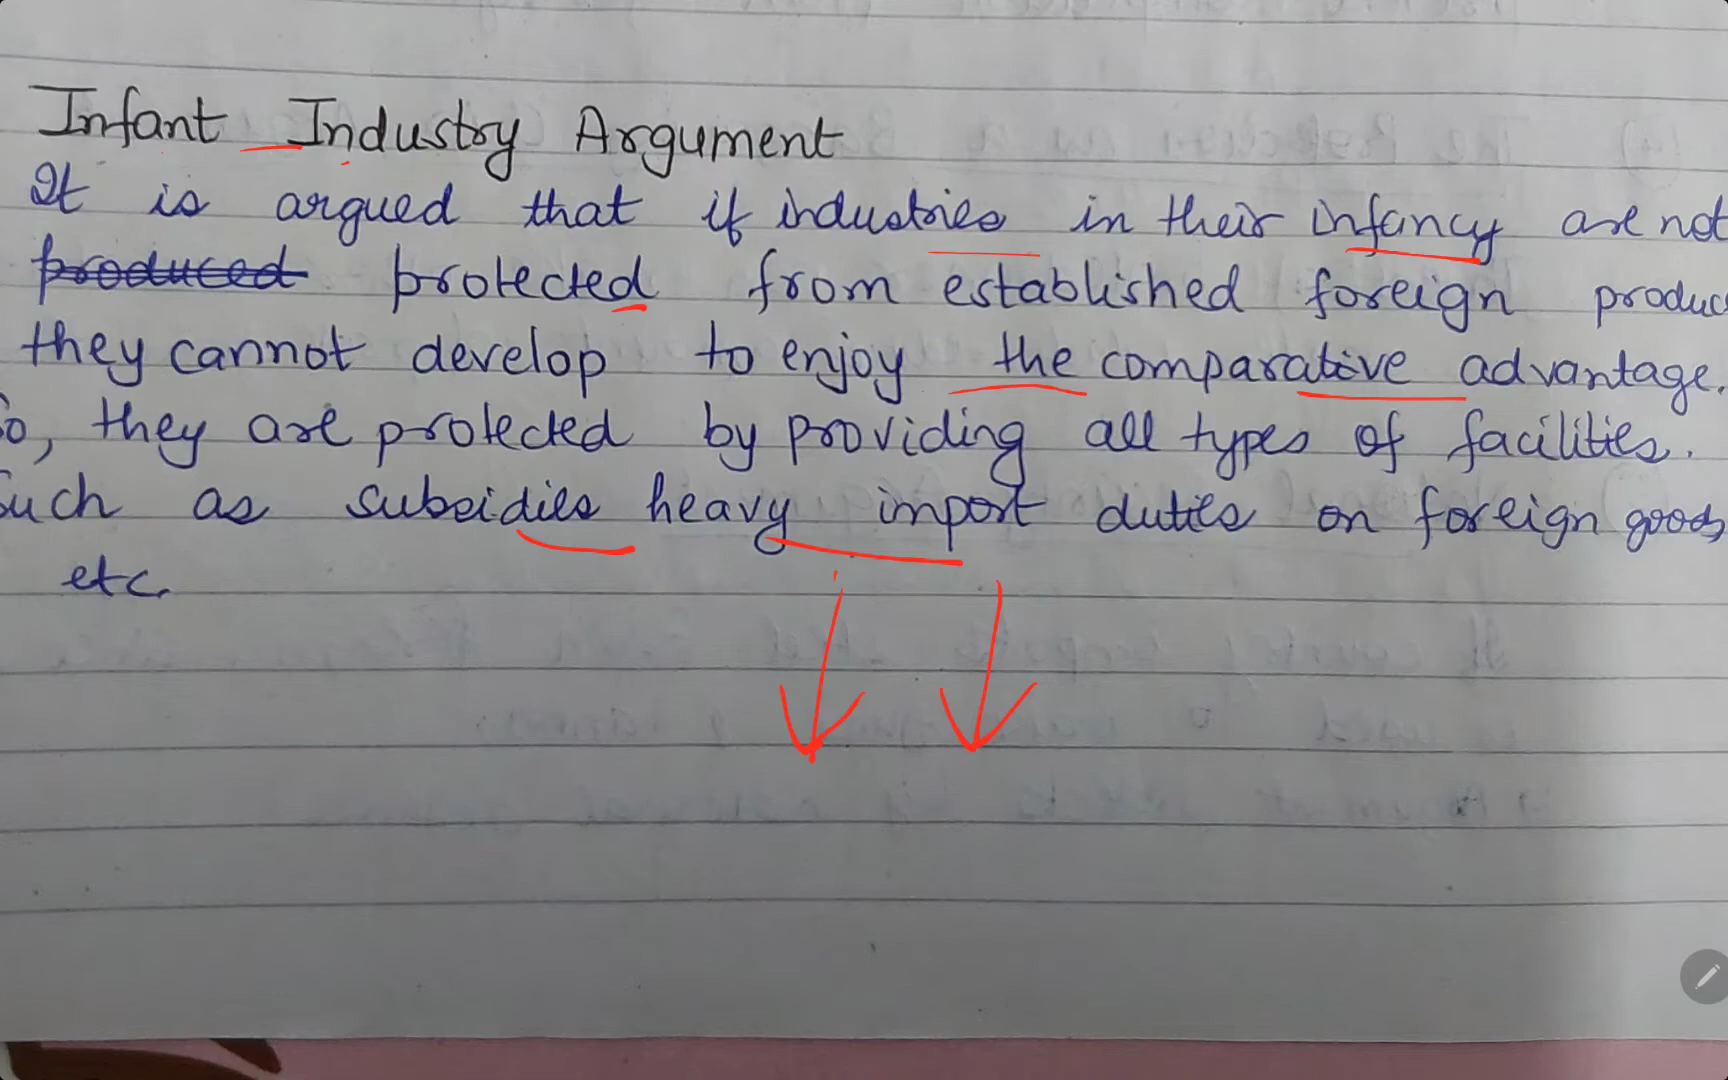 Infant Industry Argument
It is argued that if industries in their infancy are not
produced protected from established foreign produc
they cannot develop to enjoy the comparative advantage.
So, they are protected by providing all types of facilities.
Such as subsidies heavy import duties on foreign goods
etc.